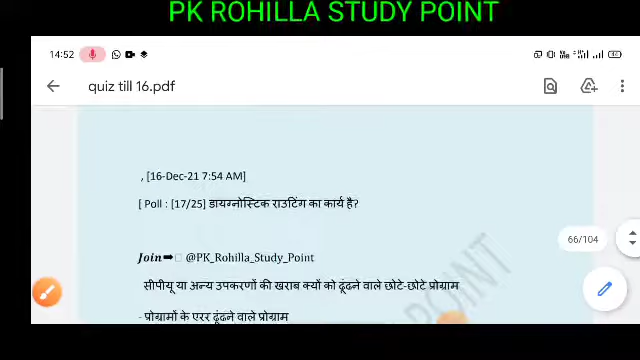 PK ROHILLA STUDY POINT
14:52
quiz till 16.pdf
, [16-Dec-21 7:54 AM]
[ Poll : [17/25] डायग्नोस्टिक राउटिंग का कार्य है?
66/104
Join➡□ @PK_Rohilla_Study_Point
सीपीयू या अन्य उपकरणों की खराब क्यों को ढूंढने वाले छोटे-छोटे प्रोग्राम
- प्रोग्रामों के एरर ढूंढने वाले प्रोग्राम
POINT